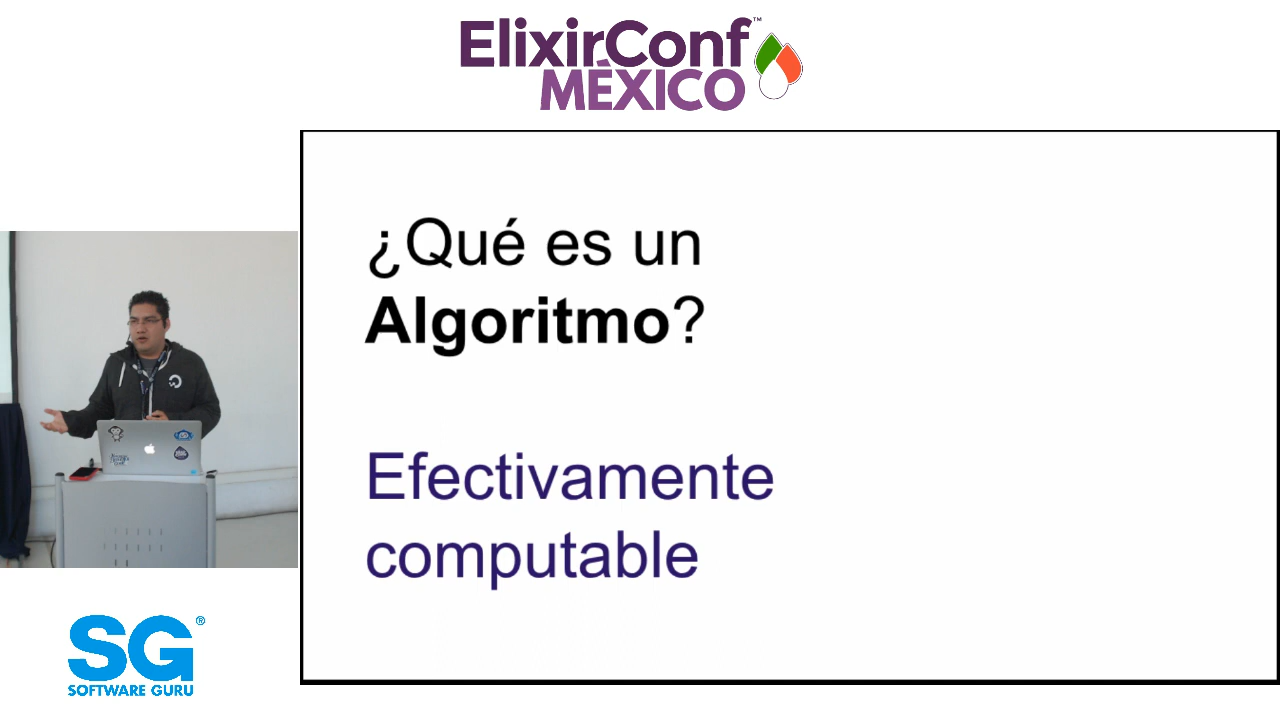 ElixirConf™
MÉXICO
¿Qué es un
Algoritmo?
Efectivamente
computable
SG®
SOFTWARE GURU